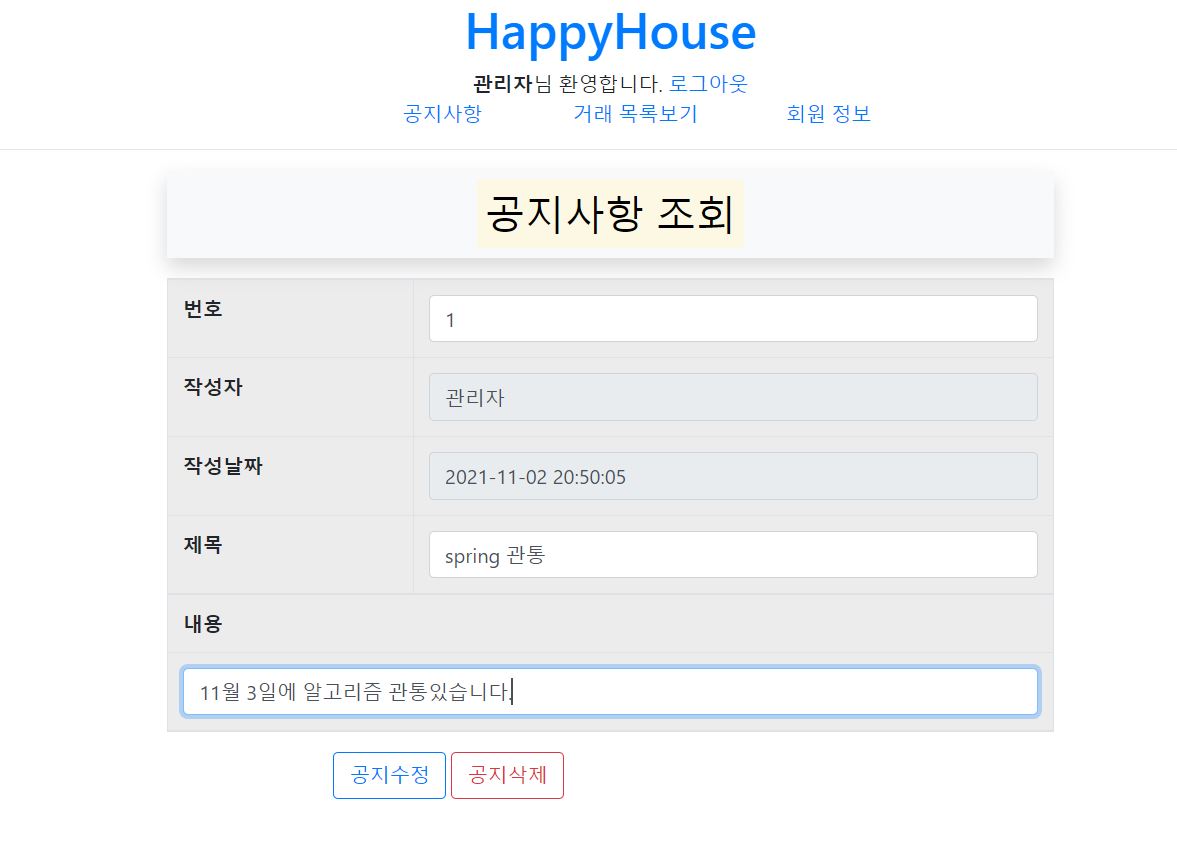 HappyHouse
관리자님 환영합니다. 로그아웃
공지사항 거래 목록보기 회원 정보
공지사항 조회
번호 1
작성자 관리자
작성날짜 2021-11-02 20:50:05
제목 spring 관통
내용
11월 3일에 알고리즘 관통있습니다.
공지수정 공지삭제